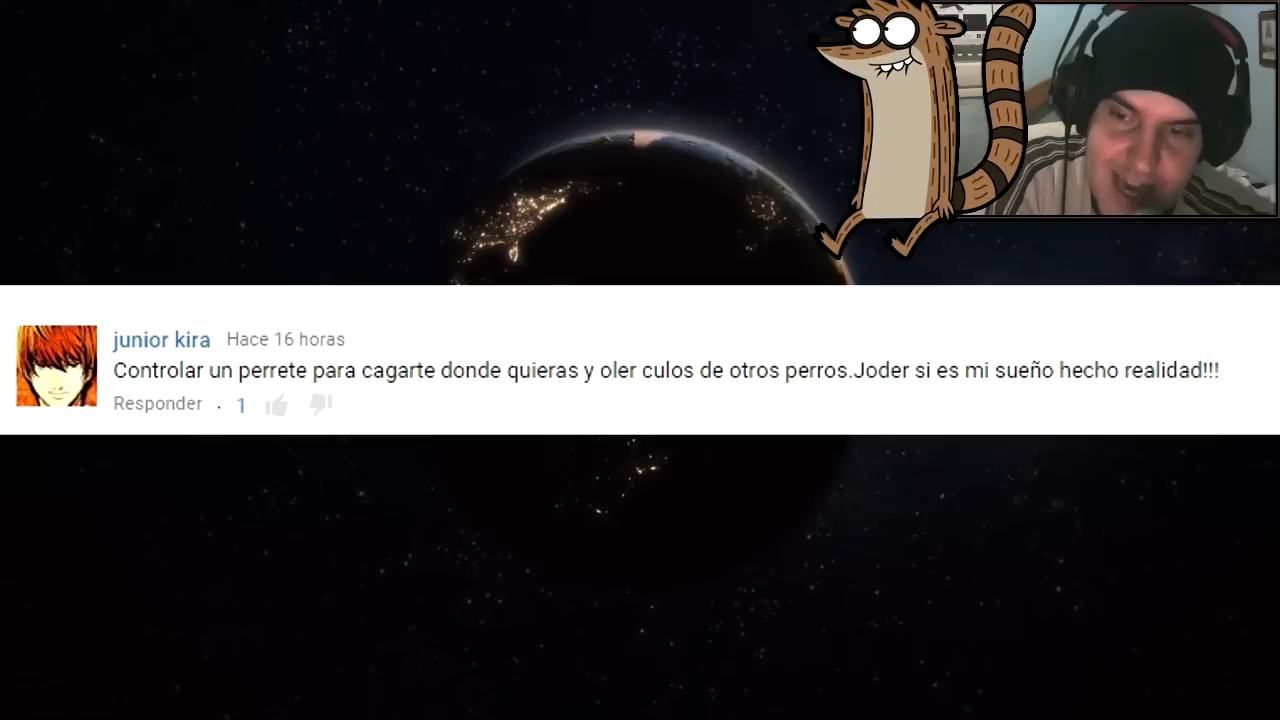 junior kira Hace 16 horas
Controlar un perrete para cagarte donde quieras y oler culos de otros perros.Joder si es mi sueño hecho realidad!!!
Responder . 1